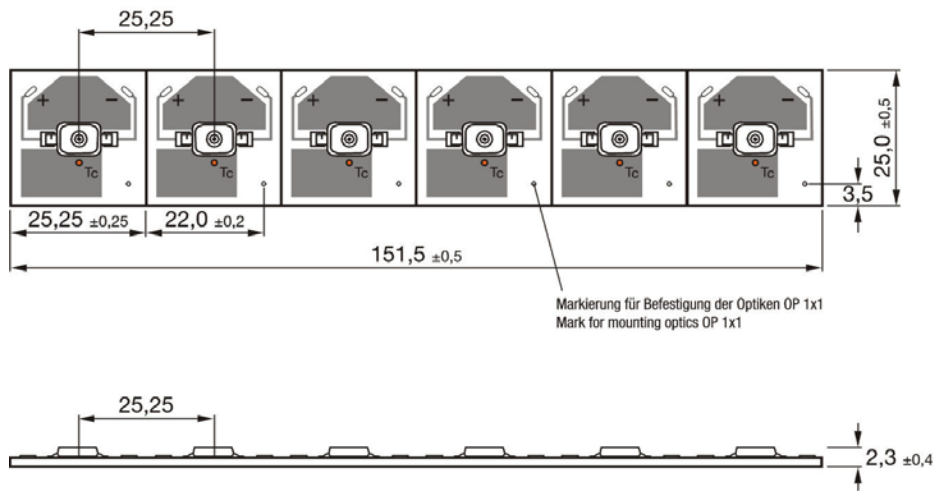 25,25
+ − + − + − + − + − + −
Tc Tc Tc Tc Tc Tc
25,0 ±0,5
3,5
25,25 ±0,25 22,0 ±0,2
151,5 ±0,5
Markierung für Befestigung der Optiken OP 1x1
Mark for mounting optics OP 1x1
25,25
2,3 ±0,4